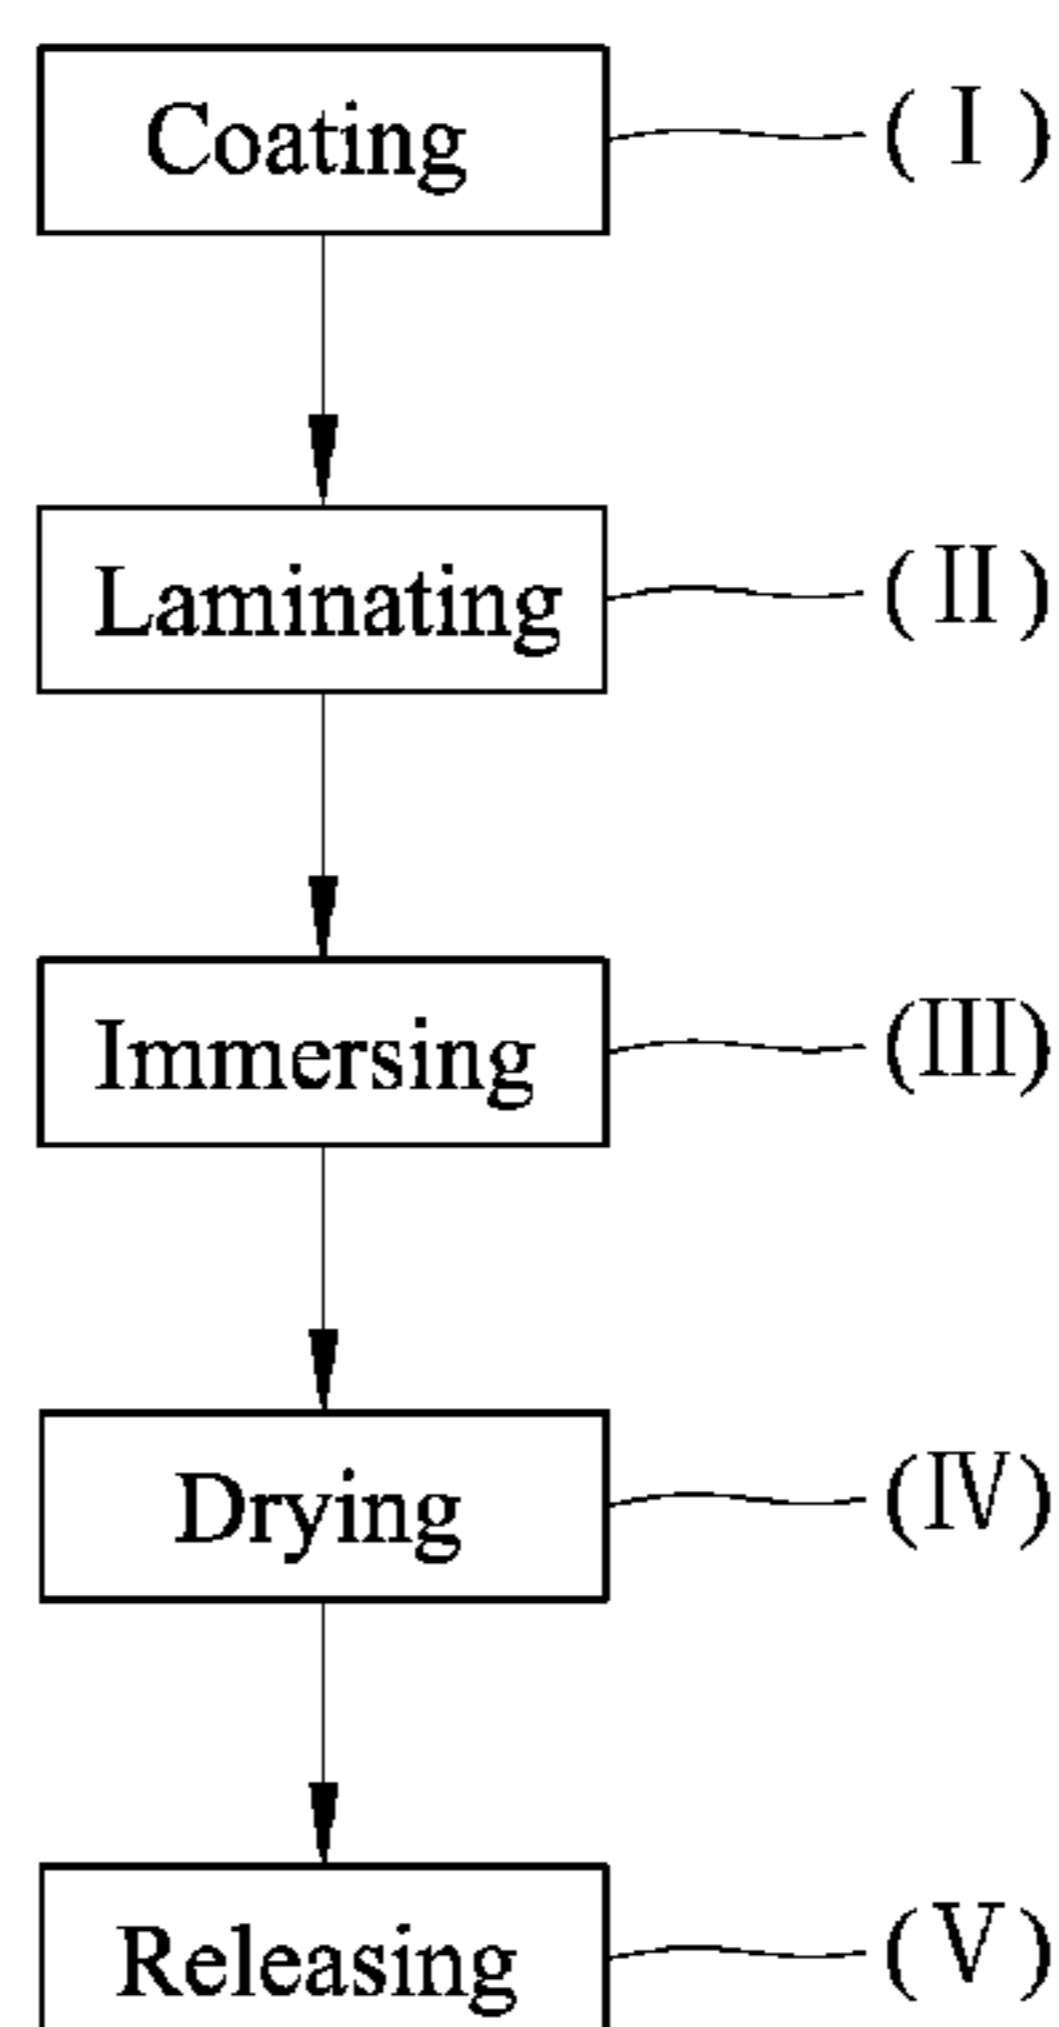 Coating ( I )
Laminating ( II )
Immersing (III)
Drying (IV)
Releasing ( V )